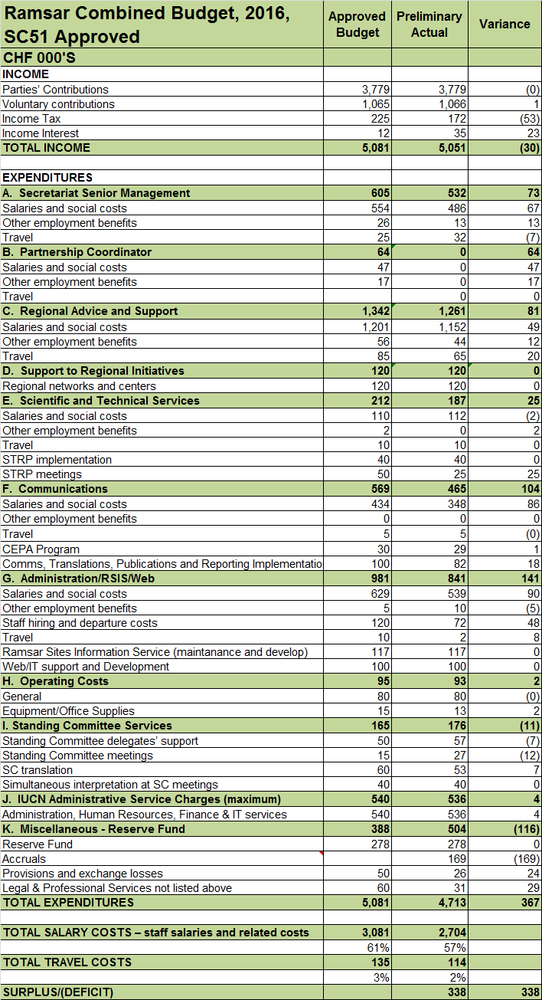 Ramsar Combined Budget, 2016, SC51 Approved | Approved Budget | Preliminary Actual | Variance
CHF 000'S
INCOME
Parties' Contributions 3,779 3,779 (0)
Voluntary contributions 1,065 1,066 1
Income Tax 225 172 (53)
Income Interest 12 35 23
TOTAL INCOME 5,081 5,051 (30)
EXPENDITURES
A. Secretariat Senior Management 605 532 73
Salaries and social costs 554 486 67
Other employment benefits 26 13 13
Travel 25 32 (7)
B. Partnership Coordinator 64 0 64
Salaries and social costs 47 0 47
Other employment benefits 17 0 17
Travel 0 0
C. Regional Advice and Support 1,342 1,261 81
Salaries and social costs 1,201 1,152 49
Other employment benefits 56 44 12
Travel 85 65 20
D. Support to Regional Initiatives 120 120 0
Regional networks and centers 120 120 0
E. Scientific and Technical Services 212 187 25
Salaries and social costs 110 112 (2)
Other employment benefits 2 0 2
Travel 10 10 0
STRP implementation 40 40 0
STRP meetings 50 25 25
F. Communications 569 465 104
Salaries and social costs 434 348 86
Other employment benefits 0 0 0
Travel 5 5 (0)
CEPA Program 30 29 1
Comms, Translations, Publications and Reporting Implementatio 100 82 18
G. Administration/RSIS/Web 981 841 141
Salaries and social costs 629 539 90
Other employment benefits 5 10 (5)
Staff hiring and departure costs 120 72 48
Travel 10 2 8
Ramsar Sites Information Service (maintanance and develop) 117 117 0
Web/IT support and Development 100 100 0
H. Operating Costs 95 93 2
General 80 80 (0)
Equipment/Office Supplies 15 13 2
I. Standing Committee Services 165 176 (11)
Standing Committee delegates' support 50 57 (7)
Standing Committee meetings 15 27 (12)
SC translation 60 53 7
Simultaneous interpretation at SC meetings 40 40 0
J. IUCN Administrative Service Charges (maximum) 540 536 4
Administration, Human Resources, Finance & IT services 540 536 4
K. Miscellaneous - Reserve Fund 388 504 (116)
Reserve Fund 278 278 0
Accruals 169 (169)
Provisions and exchange losses 50 26 24
Legal & Professional Services not listed above 60 31 29
TOTAL EXPENDITURES 5,081 4,713 367
TOTAL SALARY COSTS – staff salaries and related costs 3,081 2,704
61% 57%
TOTAL TRAVEL COSTS 135 114
3% 2%
SURPLUS/(DEFICIT) 338 338